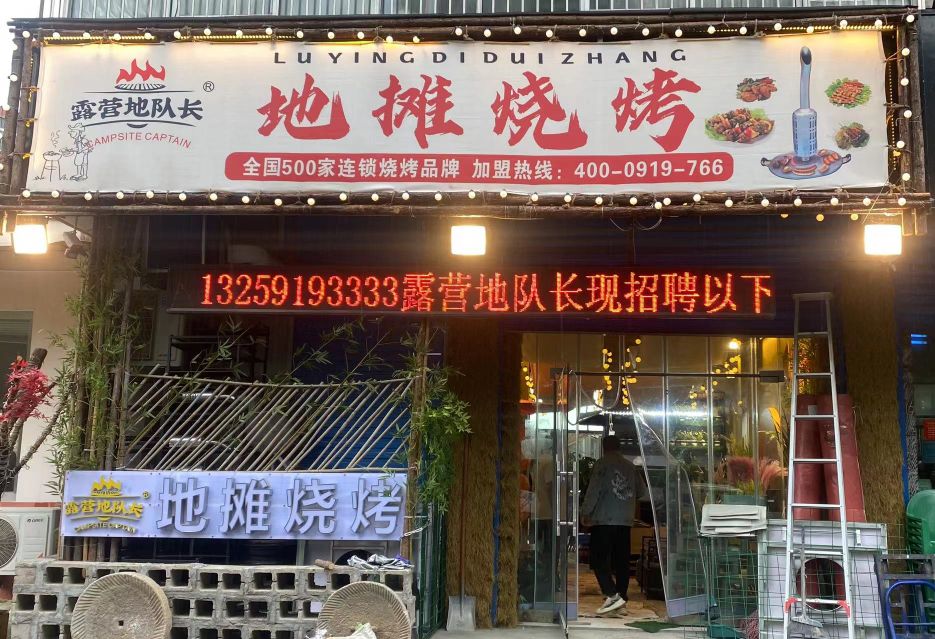 LUYINGDIDUIZHANG
露营地队长®
CAMPSITE CAPTAIN
地摊烧烤
全国500家连锁烧烤品牌 加盟热线：400-0919-766
13259193333露营地队长现招聘以下
露营地队长®
CAMPSITE CAPTAIN
地摊烧烤